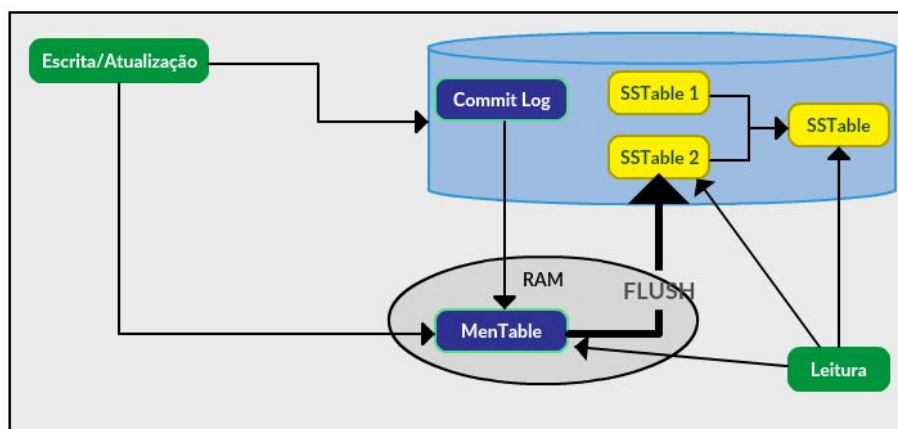 Escrita/Atualização
Commit Log
SSTable 1
SSTable 2
SSTable
RAM
FLUSH
MenTable
Leitura